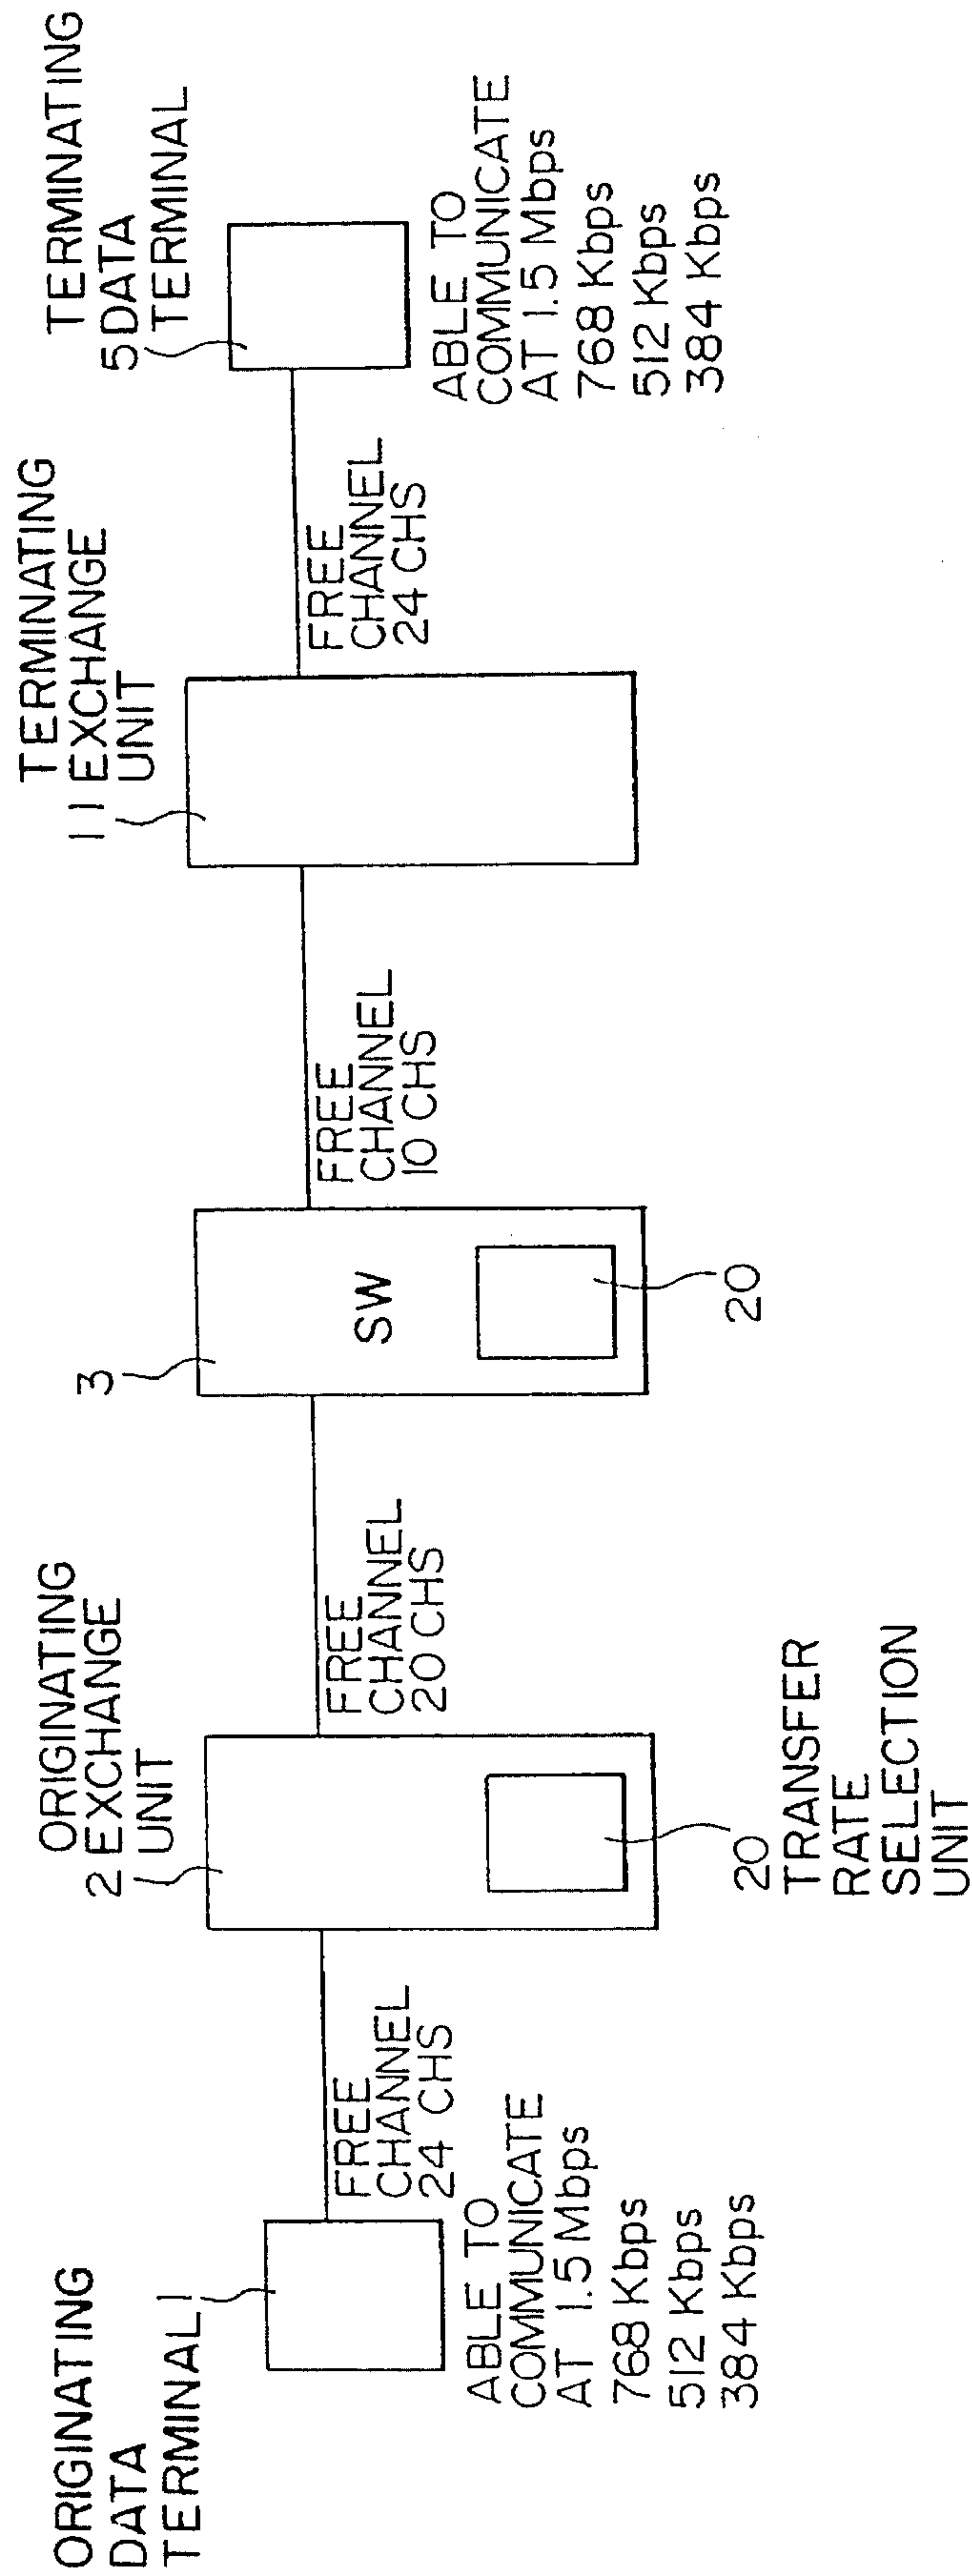 ORIGINATING
DATA
TERMINAL 1
ABLE TO
COMMUNICATE
AT 1.5 Mbps
768 Kbps
512 Kbps
384 Kbps
FREE
CHANNEL
24 CHS
ORIGINATING
2 EXCHANGE
UNIT
20
TRANSFER
RATE
SELECTION
UNIT
FREE
CHANNEL
20 CHS
3
SW
20
FREE
CHANNEL
10 CHS
TERMINATING
11 EXCHANGE
UNIT
FREE
CHANNEL
24 CHS
TERMINATING
5 DATA
TERMINAL
ABLE TO
COMMUNICATE
AT 1.5 Mbps
768 Kbps
512 Kbps
384 Kbps